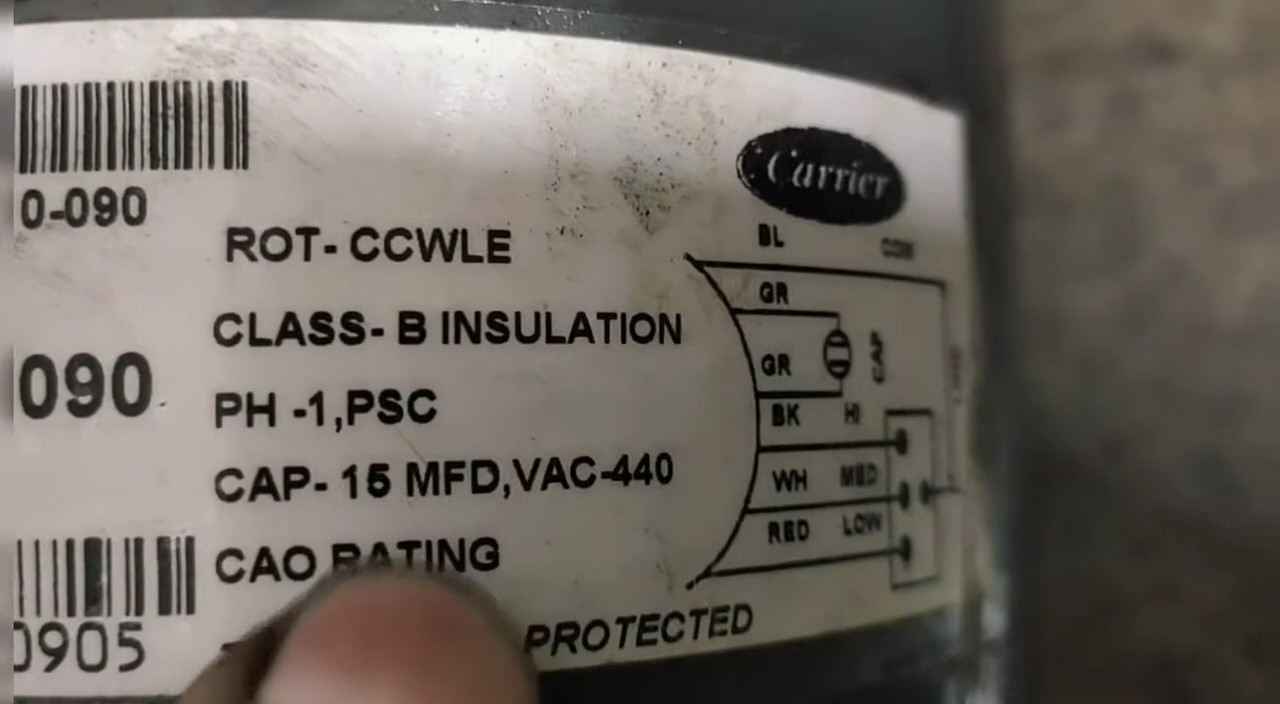 0-090
090
0905
ROT- CCWLE
CLASS- B INSULATION
PH -1,PSC
CAP- 15 MFD,VAC-440
CAO RATING
PROTECTED
Carrier
BL COM
GR
GR CAP
BK HI
WH MED
RED LOW